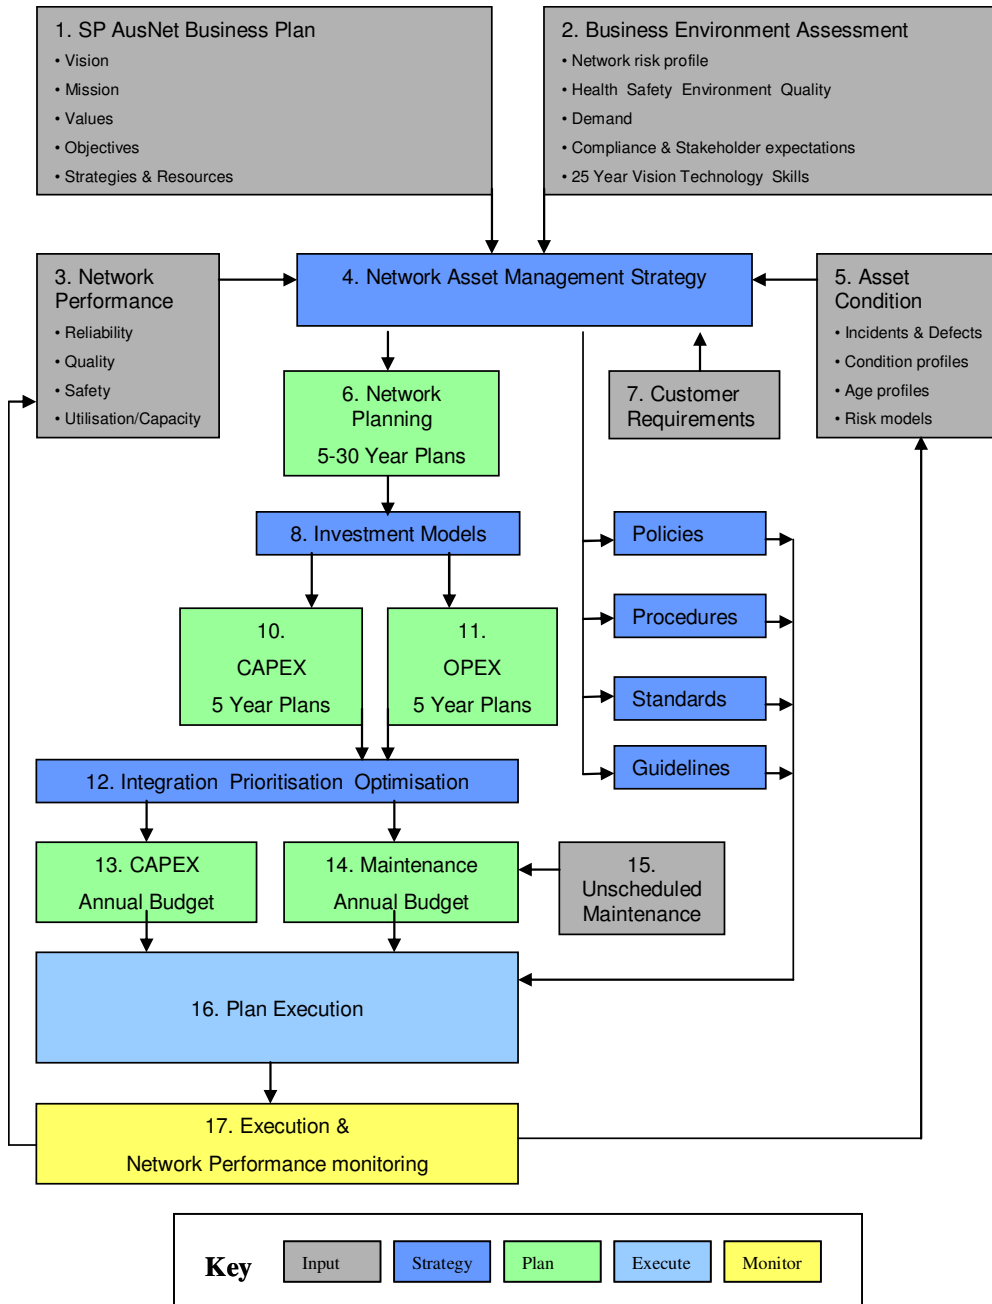 1. SP AusNet Business Plan
• Vision
• Mission
• Values
• Objectives
• Strategies & Resources
2. Business Environment Assessment
• Network risk profile
• Health Safety Environment Quality
• Demand
• Compliance & Stakeholder expectations
• 25 Year Vision Technology Skills
3. Network
Performance
• Reliability
• Quality
• Safety
• Utilisation/Capacity
4. Network Asset Management Strategy
5. Asset
Condition
• Incidents & Defects
• Condition profiles
• Age profiles
• Risk models
6. Network
Planning
5-30 Year Plans
7. Customer
Requirements
8. Investment Models
Policies
Procedures
Standards
Guidelines
10.
CAPEX
5 Year Plans
11.
OPEX
5 Year Plans
12. Integration Prioritisation Optimisation
13. CAPEX
Annual Budget
14. Maintenance
Annual Budget
15.
Unscheduled
Maintenance
16. Plan Execution
17. Execution &
Network Performance monitoring
Key
Input
Strategy
Plan
Execute
Monitor